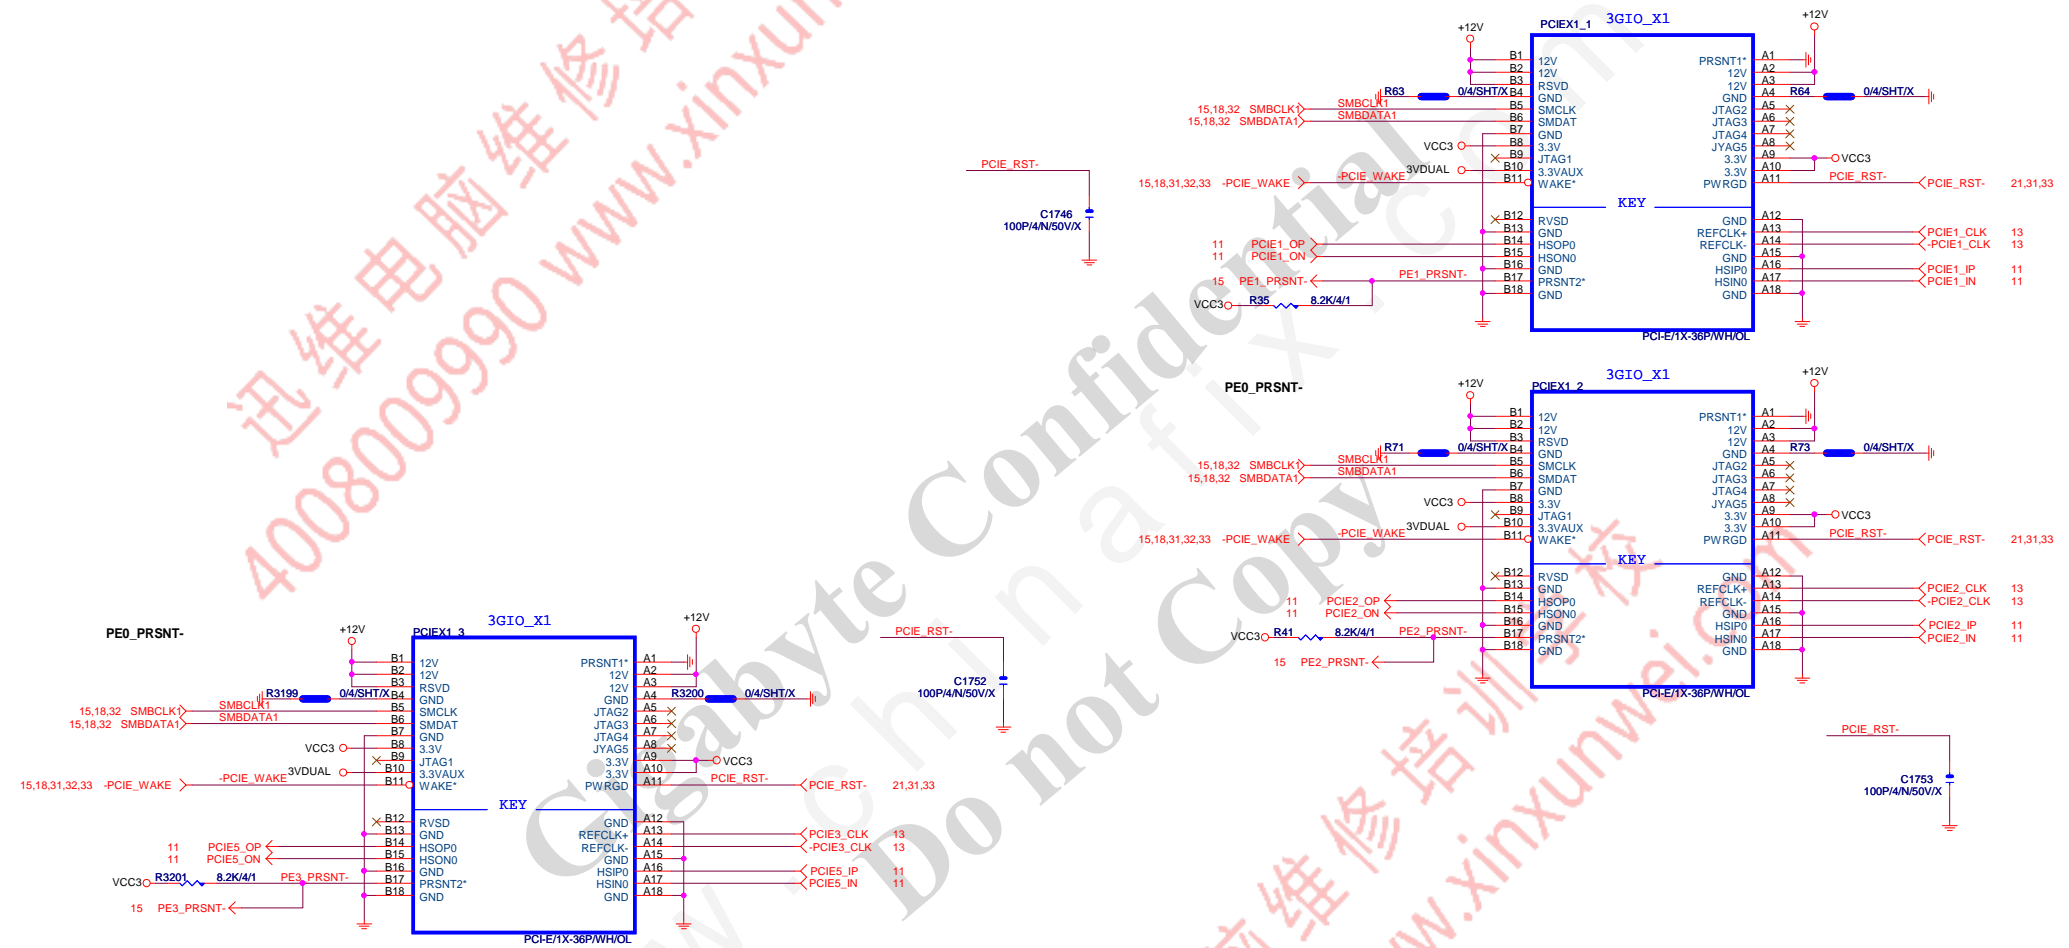 迅维电脑维修培
4008009990 www.xinxun
Gigabyte Confidential
Do not Copy
w.chinafix.com
脑维修培训学校
ww.xinxunwei.com
PCIE_RST-
C1746
100P/4/N/50V/X
3GIO_X1
PCIEX1_1
+12V
+12V
B1 12V PRSNT1* A1
B2 12V 12V A2
B3 RSVD 12V A3
R63 0/4/SHT/X B4 GND GND A4 R64 0/4/SHT/X
15,18,32 SMBCLK1 SMBCLK1 B5 SMCLK JTAG2 A5
15,18,32 SMBDATA1 SMBDATA1 B6 SMDAT JTAG3 A6
B7 GND JTAG4 A7
VCC3 B8 3.3V JYAG5 A8
B9 JTAG1 3.3V A9 VCC3
3VDUAL B10 3.3VAUX 3.3V A10
15,18,31,32,33 -PCIE_WAKE -PCIE_WAKE B11 WAKE* PWRGD A11 PCIE_RST- PCIE_RST- 21,31,33
KEY
B12 RVSD GND A12
B13 GND REFCLK+ A13 PCIE1_CLK 13
11 PCIE1_OP B14 HSOP0 REFCLK- A14 -PCIE1_CLK 13
11 PCIE1_ON B15 HSON0 GND A15
B16 GND HSIP0 A16 PCIE1_IP 11
15 PE1_PRSNT- PE1_PRSNT- B17 PRSNT2* HSIN0 A17 PCIE1_IN 11
B18 GND GND A18
VCC3 R35 8.2K/4/1
PCI-E/1X-36P/WH/OL
PE0_PRSNT-
3GIO_X1
PCIEX1_2
+12V
+12V
B1 12V PRSNT1* A1
B2 12V 12V A2
B3 RSVD 12V A3
R71 0/4/SHT/X B4 GND GND A4 R73 0/4/SHT/X
15,18,32 SMBCLK1 SMBCLK1 B5 SMCLK JTAG2 A5
15,18,32 SMBDATA1 SMBDATA1 B6 SMDAT JTAG3 A6
B7 GND JTAG4 A7
VCC3 B8 3.3V JYAG5 A8
B9 JTAG1 3.3V A9 VCC3
3VDUAL B10 3.3VAUX 3.3V A10
15,18,31,32,33 -PCIE_WAKE -PCIE_WAKE B11 WAKE* PWRGD A11 PCIE_RST- PCIE_RST- 21,31,33
KEY
B12 RVSD GND A12
B13 GND REFCLK+ A13 PCIE2_CLK 13
11 PCIE2_OP B14 HSOP0 REFCLK- A14 -PCIE2_CLK 13
11 PCIE2_ON B15 HSON0 GND A15
B16 GND HSIP0 A16 PCIE2_IP 11
VCC3 R41 8.2K/4/1 PE2_PRSNT- B17 PRSNT2* HSIN0 A17 PCIE2_IN 11
B18 GND GND A18
15 PE2_PRSNT-
PCI-E/1X-36P/WH/OL
PCIE_RST-
C1753
100P/4/N/50V/X
PE0_PRSNT-
3GIO_X1
PCIEX1_3
+12V
+12V
B1 12V PRSNT1* A1
B2 12V 12V A2
B3 RSVD 12V A3
R3199 0/4/SHT/X B4 GND GND A4 R3200 0/4/SHT/X
15,18,32 SMBCLK1 SMBCLK1 B5 SMCLK JTAG2 A5
15,18,32 SMBDATA1 SMBDATA1 B6 SMDAT JTAG3 A6
B7 GND JTAG4 A7
VCC3 B8 3.3V JYAG5 A8
B9 JTAG1 3.3V A9 VCC3
3VDUAL B10 3.3VAUX 3.3V A10
15,18,31,32,33 -PCIE_WAKE -PCIE_WAKE B11 WAKE* PWRGD A11 PCIE_RST- PCIE_RST- 21,31,33
KEY
B12 RVSD GND A12
B13 GND REFCLK+ A13 PCIE3_CLK 13
11 PCIE5_OP B14 HSOP0 REFCLK- A14 -PCIE3_CLK 13
11 PCIE5_ON B15 HSON0 GND A15
B16 GND HSIP0 A16 PCIE5_IP 11
VCC3 R3201 8.2K/4/1 PE3_PRSNT- B17 PRSNT2* HSIN0 A17 PCIE5_IN 11
B18 GND GND A18
15 PE3_PRSNT-
PCI-E/1X-36P/WH/OL
PCIE_RST-
C1752
100P/4/N/50V/X